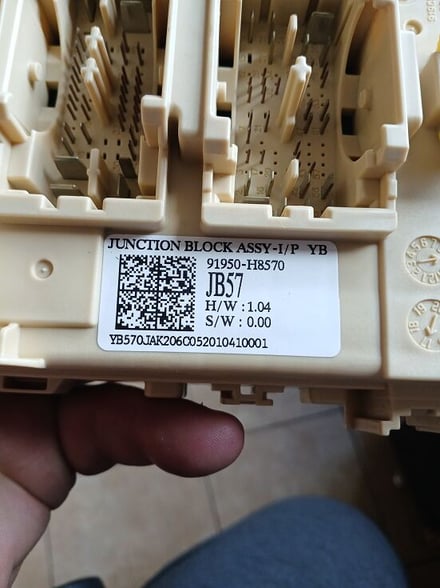 JUNCTION BLOCK ASSY-I/P YB
91950-H8570
JB57
H/W : 1.04
S/W : 0.00
YB570JAK206C052010410001